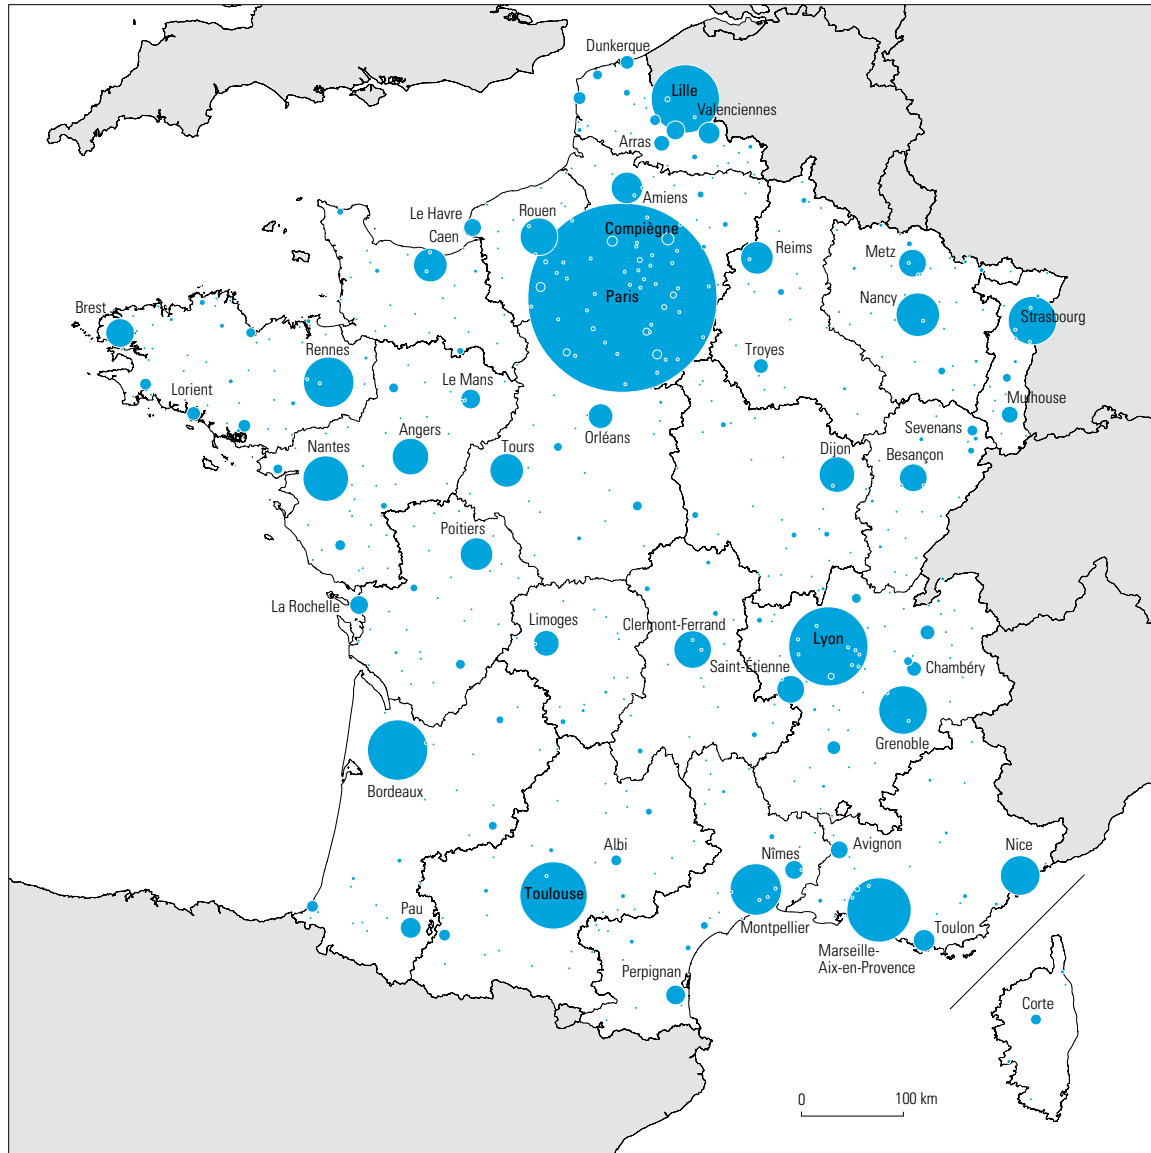 Dunkerque
Lille
Valenciennes
Arras
Amiens
Le Havre
Rouen
Caen
Compiègne
Reims
Metz
Paris
Nancy
Strasbourg
Brest
Rennes
Troyes
Lorient
Le Mans
Mulhouse
Orléans
Sevenans
Nantes
Angers
Tours
Dijon
Besançon
Poitiers
La Rochelle
Limoges
Clermont-Ferrand
Lyon
Saint-Étienne
Chambéry
Grenoble
Bordeaux
Albi
Nîmes
Avignon
Nice
Toulouse
Pau
Montpellier
Toulon
Marseille-
Aix-en-Provence
Perpignan
Corte
0 100 km